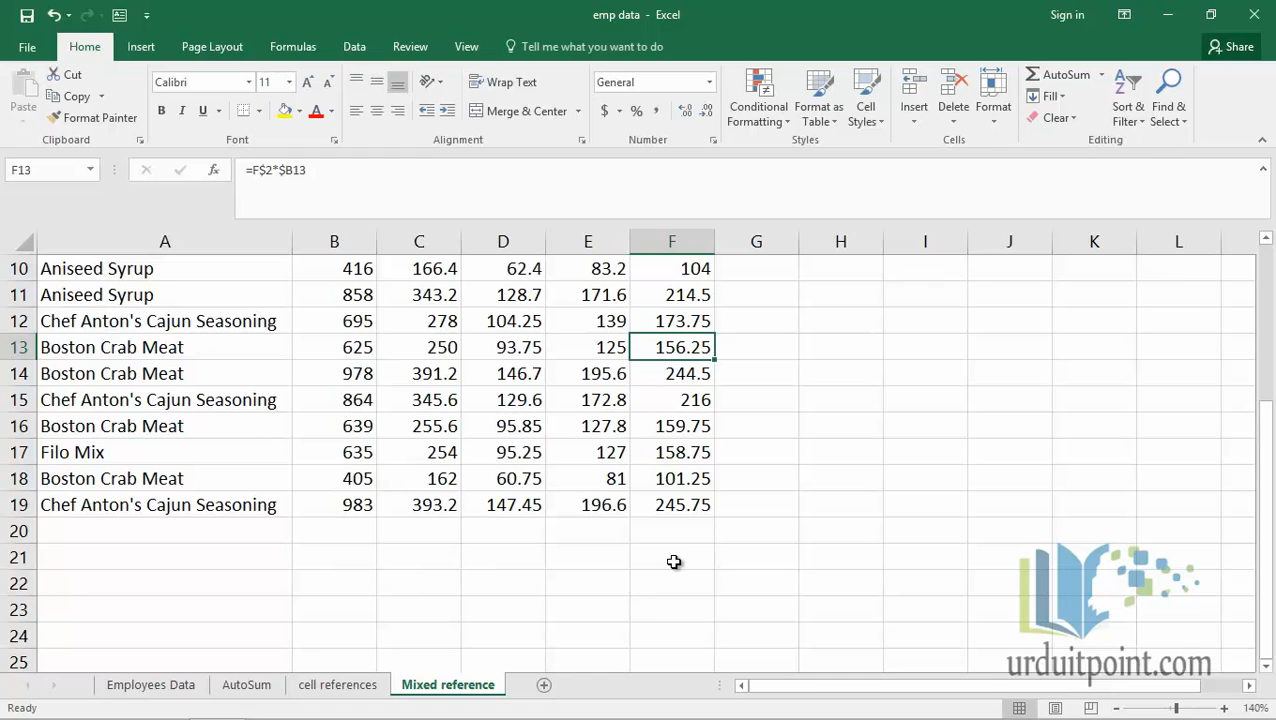 emp data - Excel
Sign in
File Home Insert Page Layout Formulas Data Review View Tell me what you want to do Share
Paste Cut Copy Format Painter Clipboard
Calibri 11 B I U A A A Font
Wrap Text Merge & Center Alignment
General $ % , Number
Conditional Formatting Format as Table Cell Styles Styles
Insert Delete Format Cells
AutoSum Fill Clear Sort & Filter Find & Select Editing
F13 fx =F$2*$B13
A B C D E F G H I J K L
10 Aniseed Syrup 416 166.4 62.4 83.2 104
11 Aniseed Syrup 858 343.2 128.7 171.6 214.5
12 Chef Anton's Cajun Seasoning 695 278 104.25 139 173.75
13 Boston Crab Meat 625 250 93.75 125 156.25
14 Boston Crab Meat 978 391.2 146.7 195.6 244.5
15 Chef Anton's Cajun Seasoning 864 345.6 129.6 172.8 216
16 Boston Crab Meat 639 255.6 95.85 127.8 159.75
17 Filo Mix 635 254 95.25 127 158.75
18 Boston Crab Meat 405 162 60.75 81 101.25
19 Chef Anton's Cajun Seasoning 983 393.2 147.45 196.6 245.75
20
21
22
23
24
25
urduitpoint.com
Employees Data AutoSum cell references Mixed reference
Ready 140%